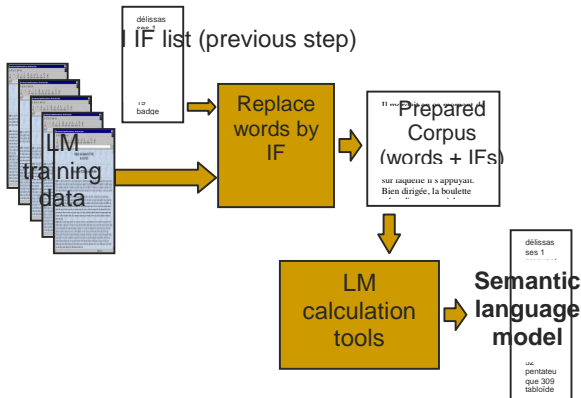 délissas
ses 1
IF list (previous step)
badge
LM
training
data
Replace
words by
IF
Prepared
Corpus
(words + IFs)
sur laquelle ils appuyant.
Bien dirigée, la boulette
LM
calculation
tools
délissas
ses 1
Semantic
language
model
pentateu
que 309
tabloïde